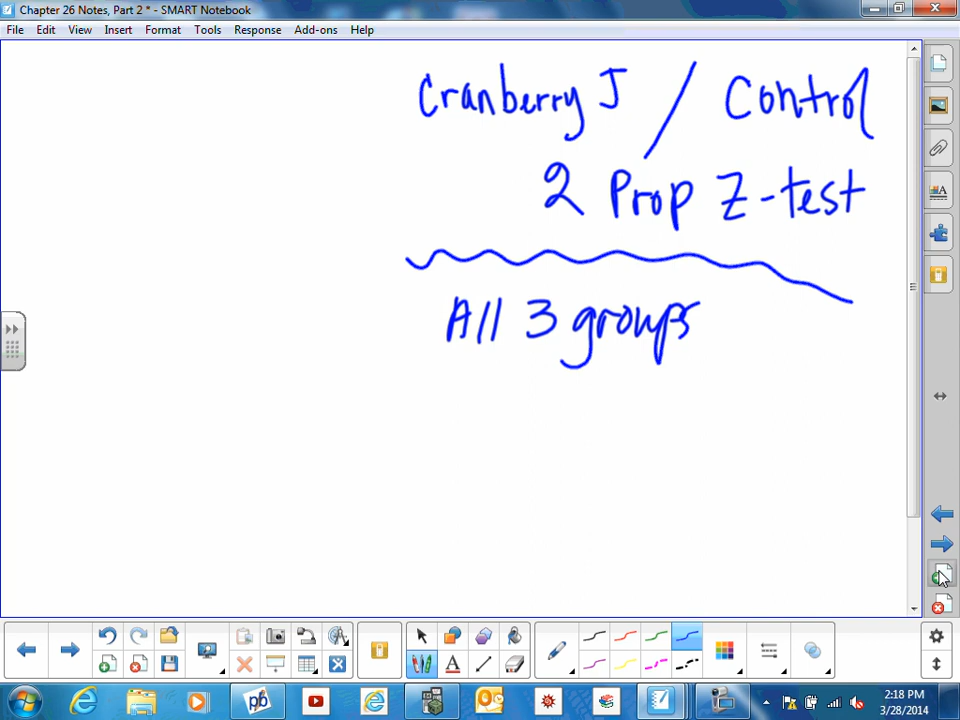 Chapter 26 Notes, Part 2 * - SMART Notebook
File Edit View Insert Format Tools Response Add-ons Help
Cranberry J / Control
2 Prop Z-test
All 3 groups
2:18 PM
3/28/2014